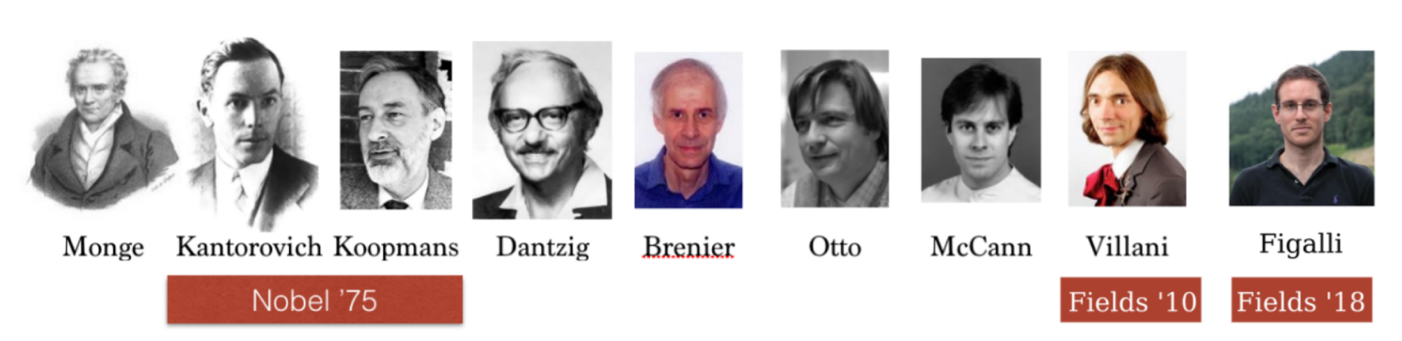 Monge Kantorovich Koopmans Dantzig Brenier Otto McCann Villani Figalli
Nobel ’75 Fields '10 Fields '18